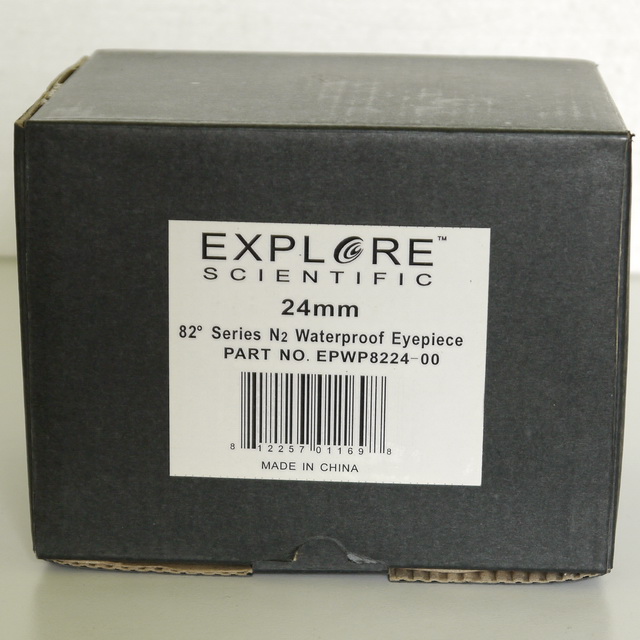 EXPLORE™
SCIENTIFIC
24mm
82° Series N2 Waterproof Eyepiece
PART NO. EPWP8224-00
8 12257 01169 8
MADE IN CHINA